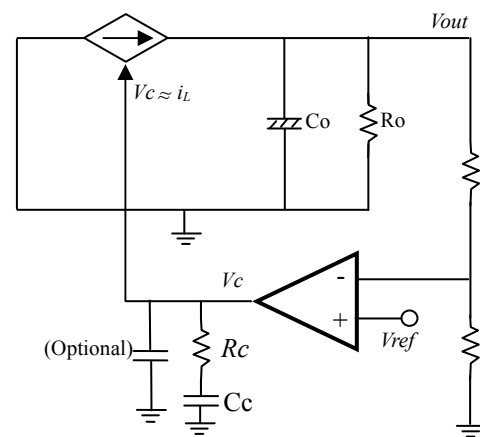 Vout
Vc ≈ iL
Co
Ro
Vc
-
+
Vref
(Optional)
Rc
Cc